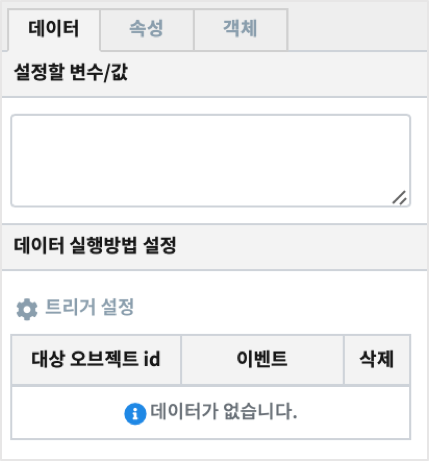 데이터 속성 객체
설정할 변수/값
데이터 실행방법 설정
트리거 설정
대상 오브젝트 id 이벤트 삭제
데이터가 없습니다.